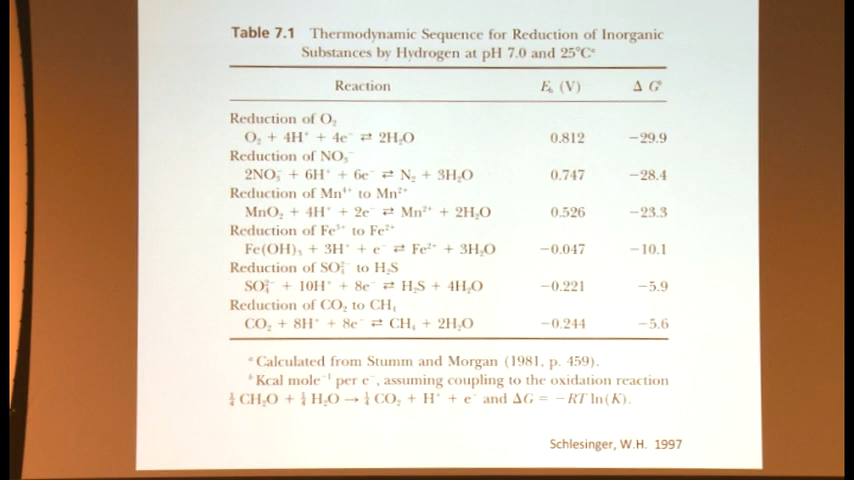 Table 7.1 Thermodynamic Sequence for Reduction of Inorganic
Substances by Hydrogen at pH 7.0 and 25°Cᵃ
Reaction Eₕ (V) Δ Gᵇ
Reduction of O₂
O₂ + 4H⁺ + 4e⁻ ⇄ 2H₂O 0.812 −29.9
Reduction of NO₃⁻
2NO₃⁻ + 6H⁺ + 6e⁻ ⇄ N₂ + 3H₂O 0.747 −28.4
Reduction of Mn⁴⁺ to Mn²⁺
MnO₂ + 4H⁺ + 2e⁻ ⇄ Mn²⁺ + 2H₂O 0.526 −23.3
Reduction of Fe³⁺ to Fe²⁺
Fe(OH)₃ + 3H⁺ + e⁻ ⇄ Fe²⁺ + 3H₂O −0.047 −10.1
Reduction of SO₄²⁻ to H₂S
SO₄²⁻ + 10H⁺ + 8e⁻ ⇄ H₂S + 4H₂O −0.221 −5.9
Reduction of CO₂ to CH₄
CO₂ + 8H⁺ + 8e⁻ ⇄ CH₄ + 2H₂O −0.244 −5.6
ᵃ Calculated from Stumm and Morgan (1981, p. 459).
ᵇ Kcal mole⁻¹ per e⁻, assuming coupling to the oxidation reaction
¼ CH₂O + ¼ H₂O → ¼ CO₂ + H⁺ + e⁻ and ΔG = −RT ln(K).
Schlesinger, W.H. 1997